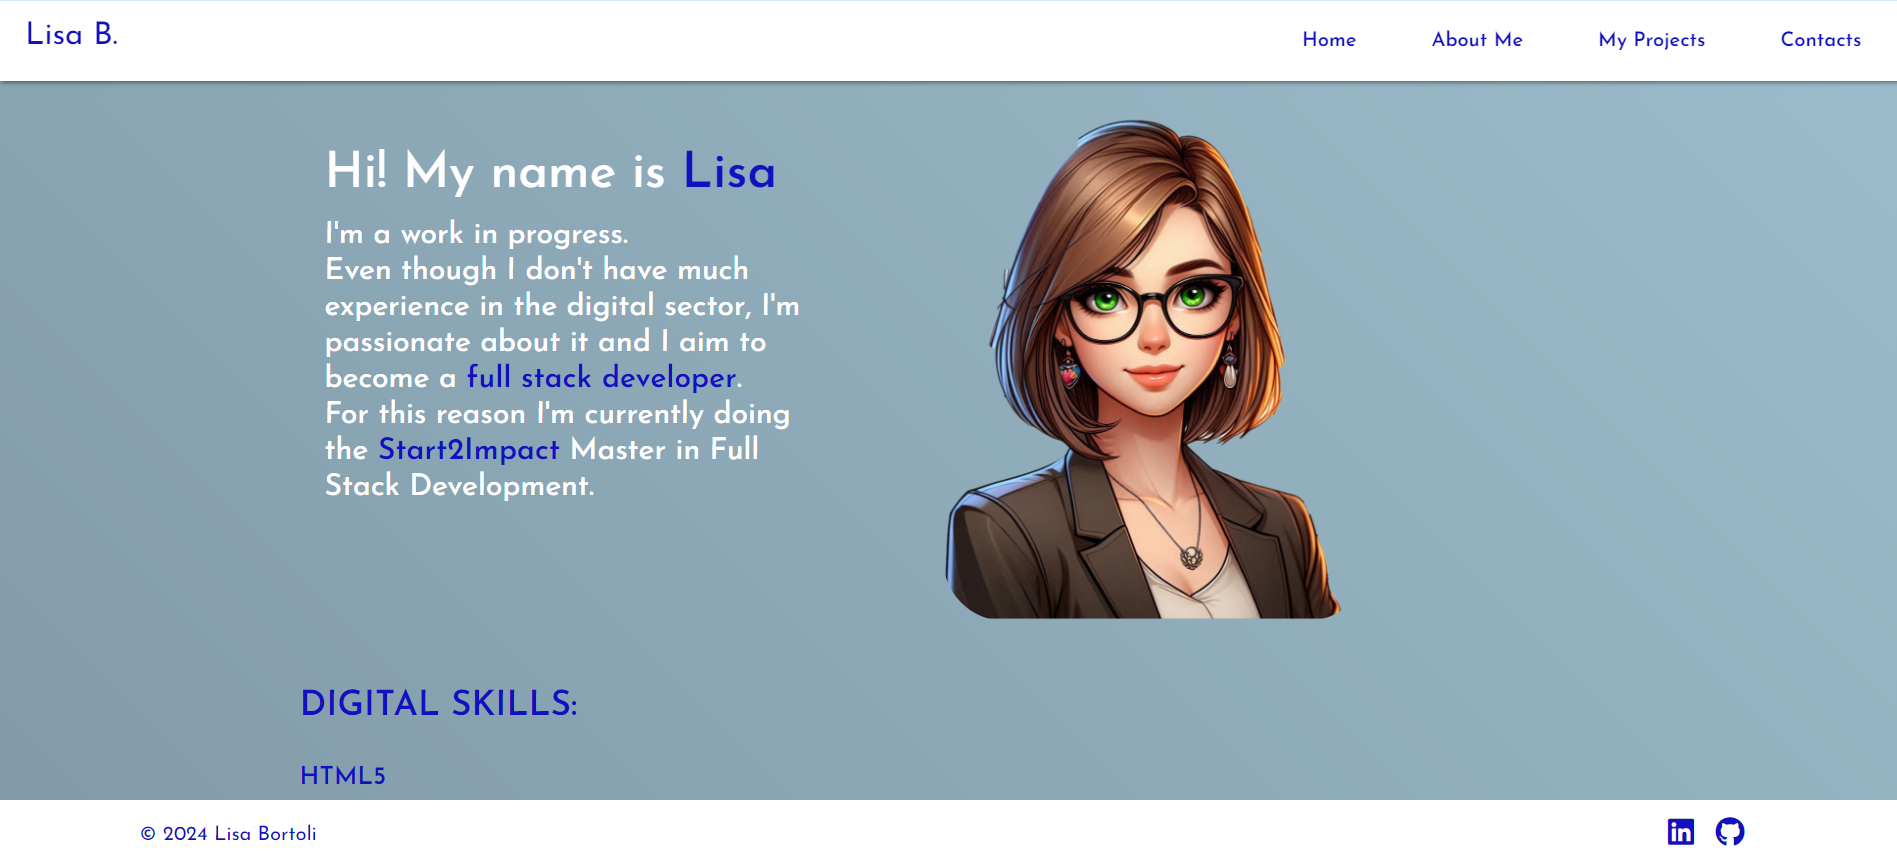 Lisa B.
Home
About Me
My Projects
Contacts
Hi! My name is Lisa
I'm a work in progress.
Even though I don't have much
experience in the digital sector, I'm
passionate about it and I aim to
become a full stack developer.
For this reason I'm currently doing
the Start2Impact Master in Full
Stack Development.
DIGITAL SKILLS:
HTML5
© 2024 Lisa Bortoli
in